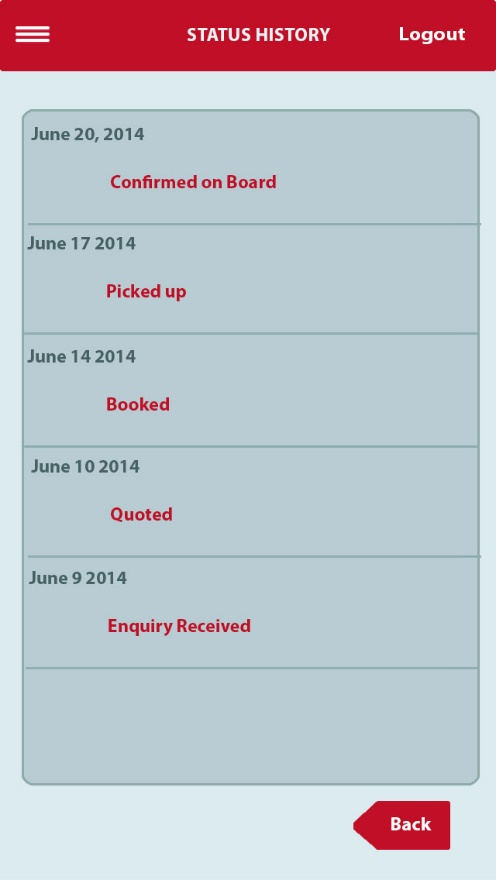 STATUS HISTORY
Logout
June 20, 2014
Confirmed on Board
June 17 2014
Picked up
June 14 2014
Booked
June 10 2014
Quoted
June 9 2014
Enquiry Received
Back